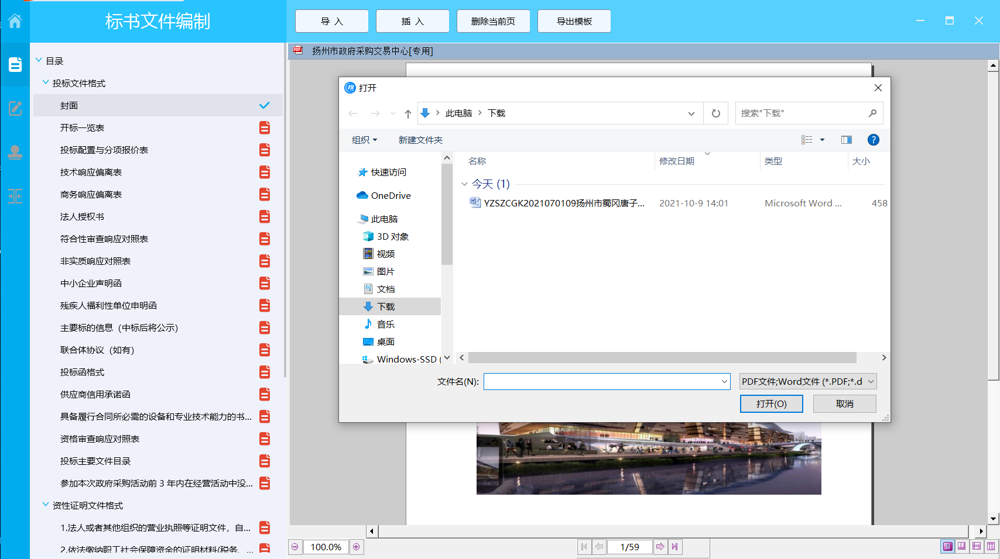 标书文件编制
导 入
插 入
删除当前页
导出模板
目录
投标文件格式
封面
开标一览表
投标配置与分项报价表
技术响应偏离表
商务响应偏离表
法人授权书
符合性审查响应对照表
非实质响应对照表
中小企业声明函
残疾人福利性单位申明函
主要标的信息（中标后将公示）
联合体协议（如有）
投标函格式
供应商信用承诺函
具备履行合同所必需的设备和专业技术能力的书...
资格审查响应对照表
投标主要文件目录
参加本次政府采购活动前 3 年内在经营活动中没...
资性证明文件格式
1.法人或者其他组织的营业执照等证明文件，自...
2.依法缴纳职工社会保障资金的证明材料(税务、...
扬州市政府采购交易中心[专用]
打开
此电脑
下载
搜索"下载"
组织
新建文件夹
名称
修改日期
类型
大小
快速访问
OneDrive
此电脑
3D 对象
视频
图片
文档
下载
音乐
桌面
Windows-SSD (
今天 (1)
YZSZCGK2021070109扬州市蜀冈唐子...
2021-10-9 14:01
Microsoft Word ...
458
文件名(N):
PDF文件;Word文件 (*.PDF;*.d
打开(O)
取消
100.0%
1/59